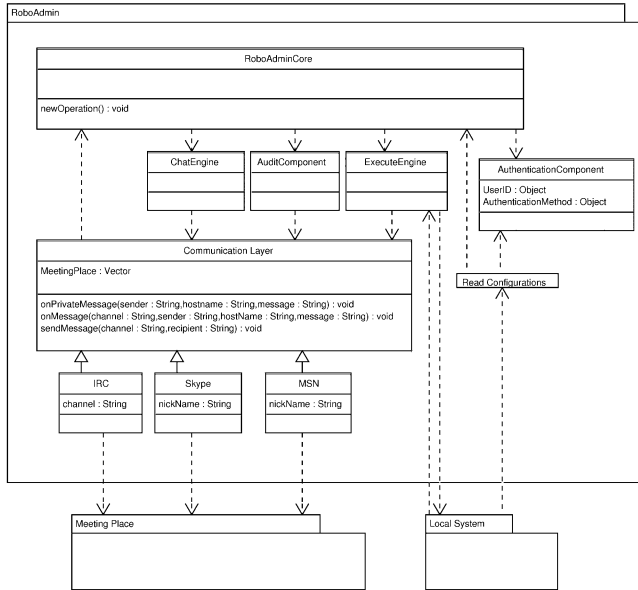 RoboAdmin
RoboAdminCore
newOperation() : void
ChatEngine
AuditComponent
ExecuteEngine
AuthenticationComponent
UserID : Object
AuthenticationMethod : Object
Communication Layer
MeetingPlace : Vector
onPrivateMessage(sender : String,hostname : String,message : String) : void
onMessage(channel : String,sender : String,hostName : String,message : String) : void
sendMessage(channel : String,recipient : String) : void
Read Configurations
IRC
channel : String
Skype
nickName : String
MSN
nickName : String
Meeting Place
Local System